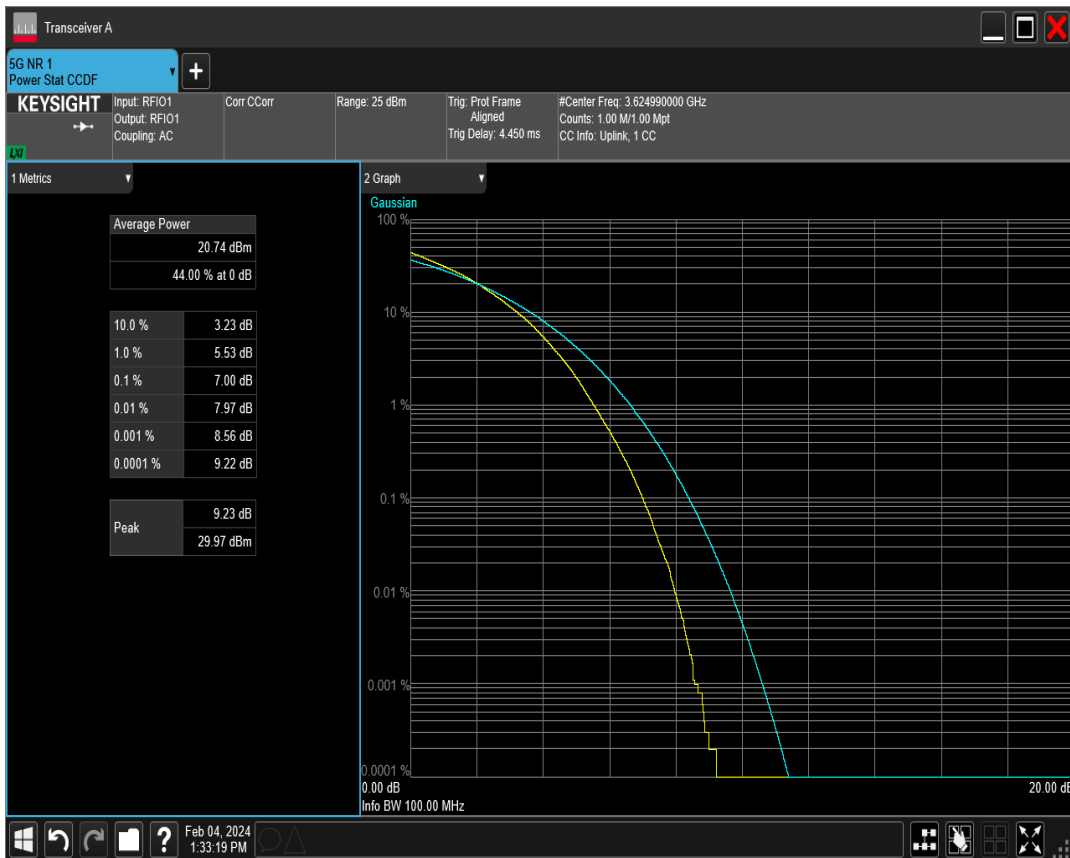 Transceiver A
5G NR 1
Power Stat CCDF
KEYSIGHT
LXI
Input: RFIO1
Output: RFIO1
Coupling: AC
Corr CCorr
Range: 25 dBm
Trig: Prot Frame
Aligned
Trig Delay: 4.450 ms
#Center Freq: 3.624990000 GHz
Counts: 1.00 M/1.00 Mpt
CC Info: Uplink, 1 CC
1 Metrics
Average Power
20.74 dBm
44.00 % at 0 dB
10.0 % 3.23 dB
1.0 % 5.53 dB
0.1 % 7.00 dB
0.01 % 7.97 dB
0.001 % 8.56 dB
0.0001 % 9.22 dB
Peak
9.23 dB
29.97 dBm
2 Graph
Gaussian
100 %
10 %
1 %
0.1 %
0.01 %
0.001 %
0.0001 %
0.00 dB 20.00 dB
Info BW 100.00 MHz
?
Feb 04, 2024
1:33:19 PM